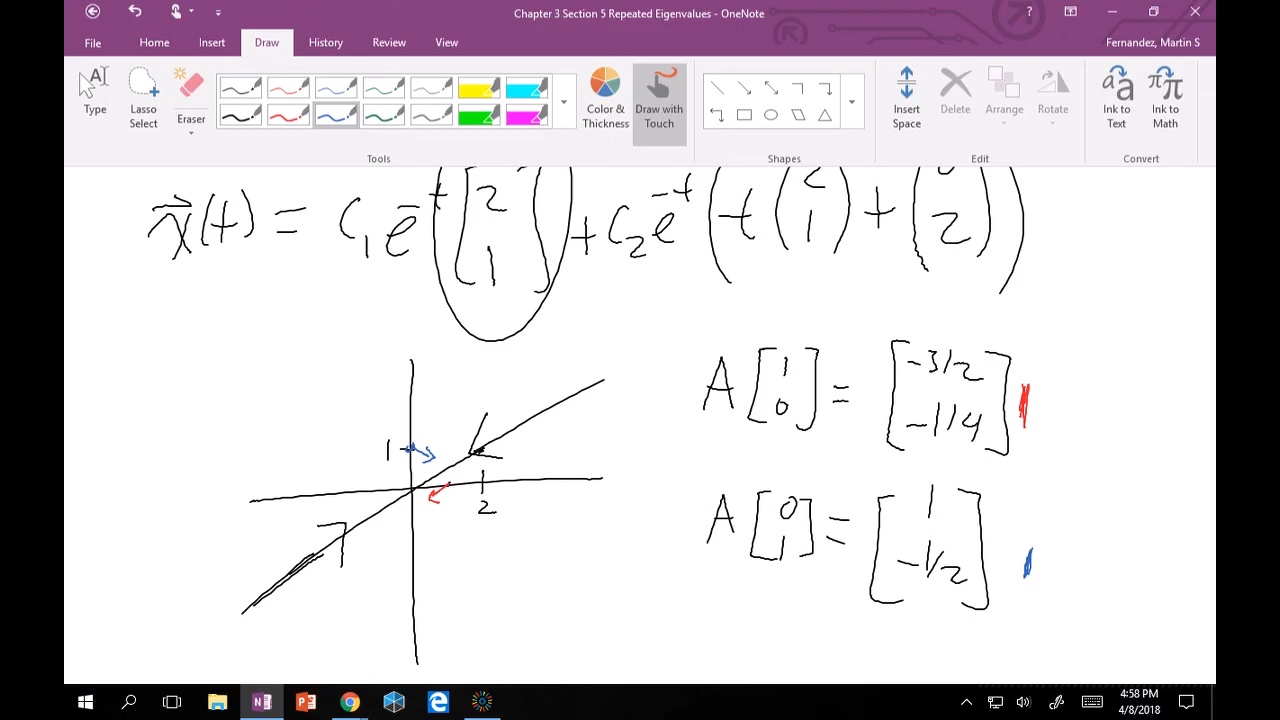 Chapter 3 Section 5 Repeated Eigenvalues - OneNote
File Home Insert Draw History Review View
Fernandez, Martin S
Type
Lasso Select
Eraser
Color & Thickness
Draw with Touch
Insert Space
Delete
Arrange
Rotate
Ink to Text
Ink to Math
Tools
Shapes
Edit
Convert
x(t) = C1 e^-t [2 1] + C2 e^-t (t (2 1) + (0 2))
A [1 0] = [-3/2 -1/4]
1
2
A [0 1] = [1 -1/2]
4:58 PM
4/8/2018